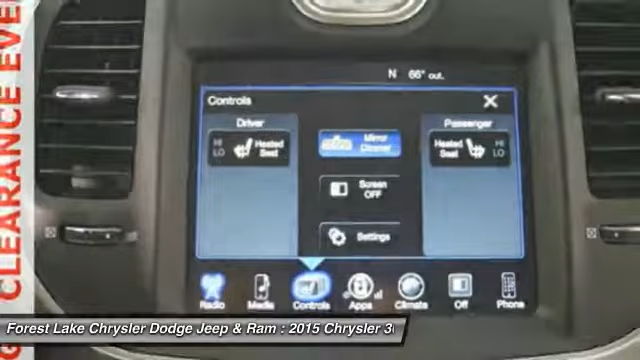 CLEARANCE EVE
N 66° out.
Controls
Driver
HI
LO
Heated
Seat
Mirror
Dimmer
Screen
OFF
Settings
Passenger
Heated
Seat
HI
LO
Radio
Media
Controls
Apps
Climate
Off
Phone
Forest Lake Chrysler Dodge Jeep & Ram : 2015 Chrysler 3